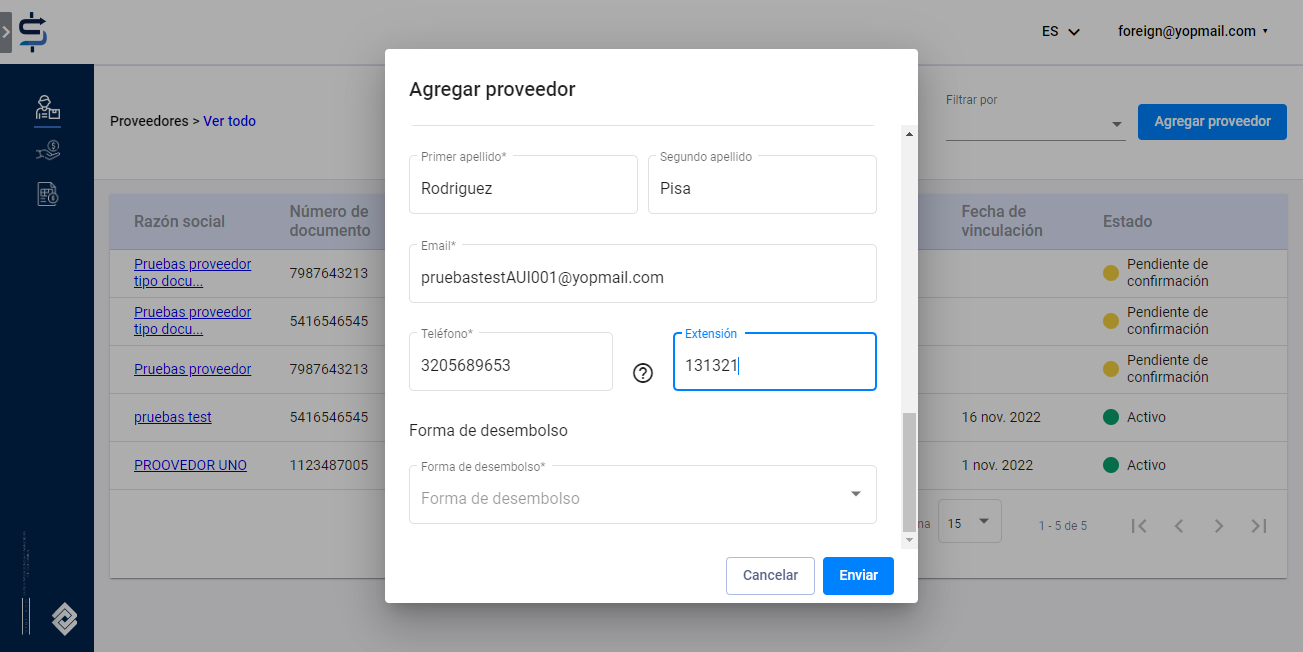 ES
foreign@yopmail.com
Proveedores > Ver todo
Filtrar por
Agregar proveedor
Razón social
Número de
documento
Fecha de
vinculación
Estado
Pruebas proveedor
tipo docu...
7987643213
Pendiente de
confirmación
Pruebas proveedor
tipo docu...
5416546545
Pendiente de
confirmación
Pruebas proveedor
7987643213
Pendiente de
confirmación
pruebas test
5416546545
16 nov. 2022
Activo
PROOVEDOR UNO
1123487005
1 nov. 2022
Activo
na
15
1 - 5 de 5
Agregar proveedor
Primer apellido*
Rodriguez
Segundo apellido
Pisa
Email*
pruebastestAUI001@yopmail.com
Teléfono*
3205689653
?
Extensión
131321
Forma de desembolso
Forma de desembolso*
Forma de desembolso
Cancelar
Enviar